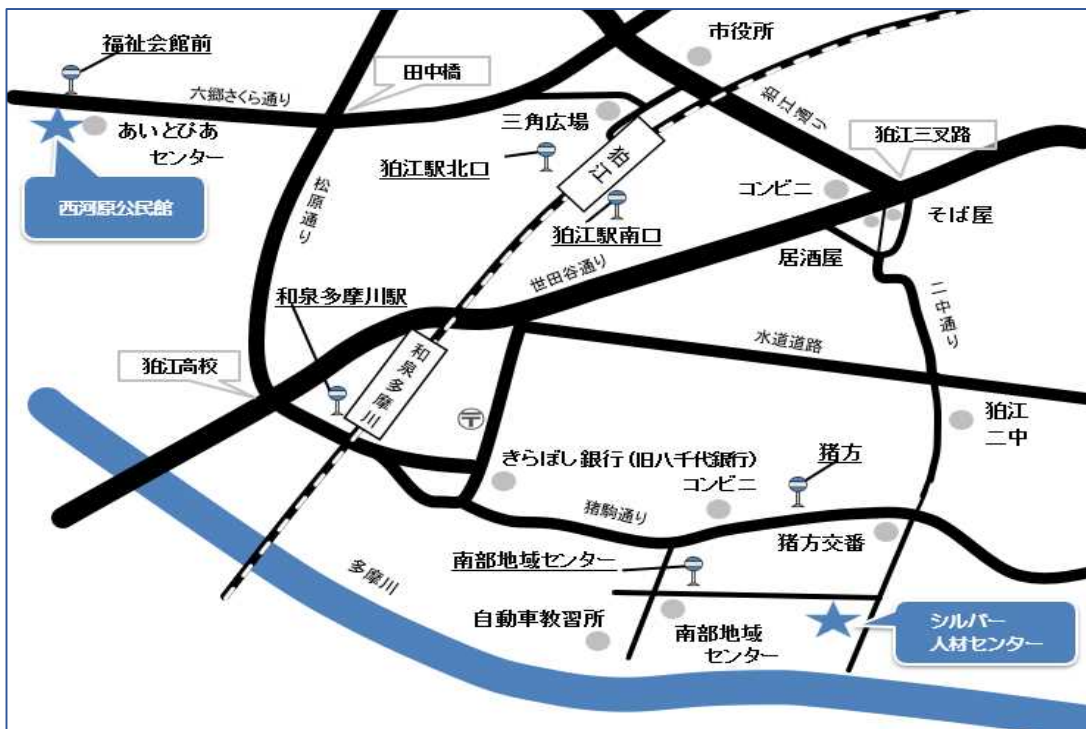 福祉会館前
市役所
田中橋
六郷さくら通り
狛江通り
三角広場
あいとぴあ
センター
狛江三叉路
狛江
狛江駅北口
コンビニ
松原通り
西河原公民館
そば屋
狛江駅南口
居酒屋
世田谷通り
和泉多摩川駅
二中通り
水道道路
和泉多摩川
狛江高校
〒
狛江
二中
きらぼし銀行(旧八千代銀行)
猪方
コンビニ
猪駒通り
猪方交番
南部地域センター
多摩川
自動車教習所
南部地域
センター
シルバー
人材センター